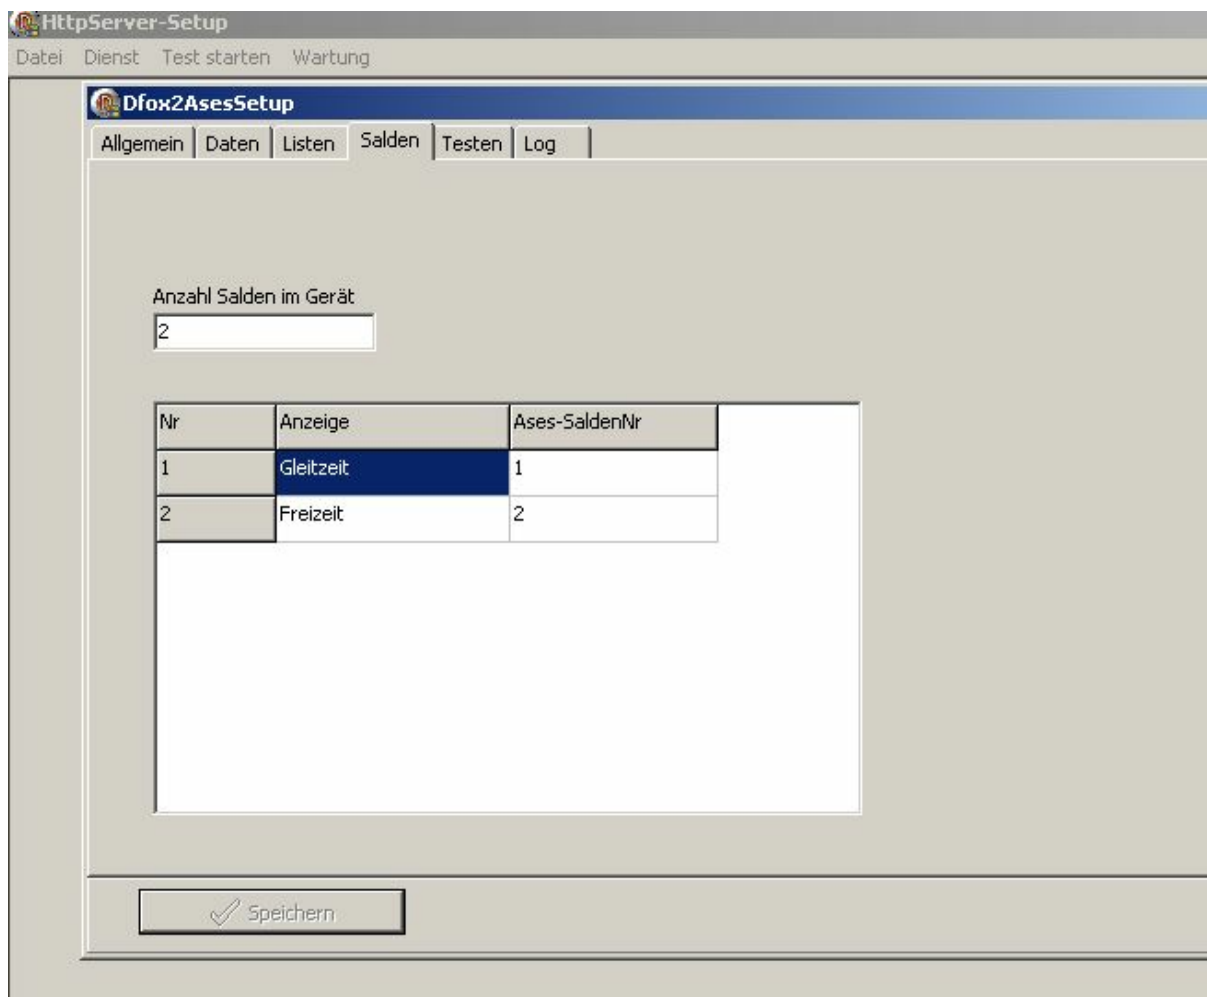 HttpServer-Setup
Datei Dienst Test starten Wartung
Dfox2AsesSetup
Allgemein Daten Listen Salden Testen Log
Anzahl Salden im Gerät
2
Nr Anzeige Ases-SaldenNr
1 Gleitzeit 1
2 Freizeit 2
Speichern